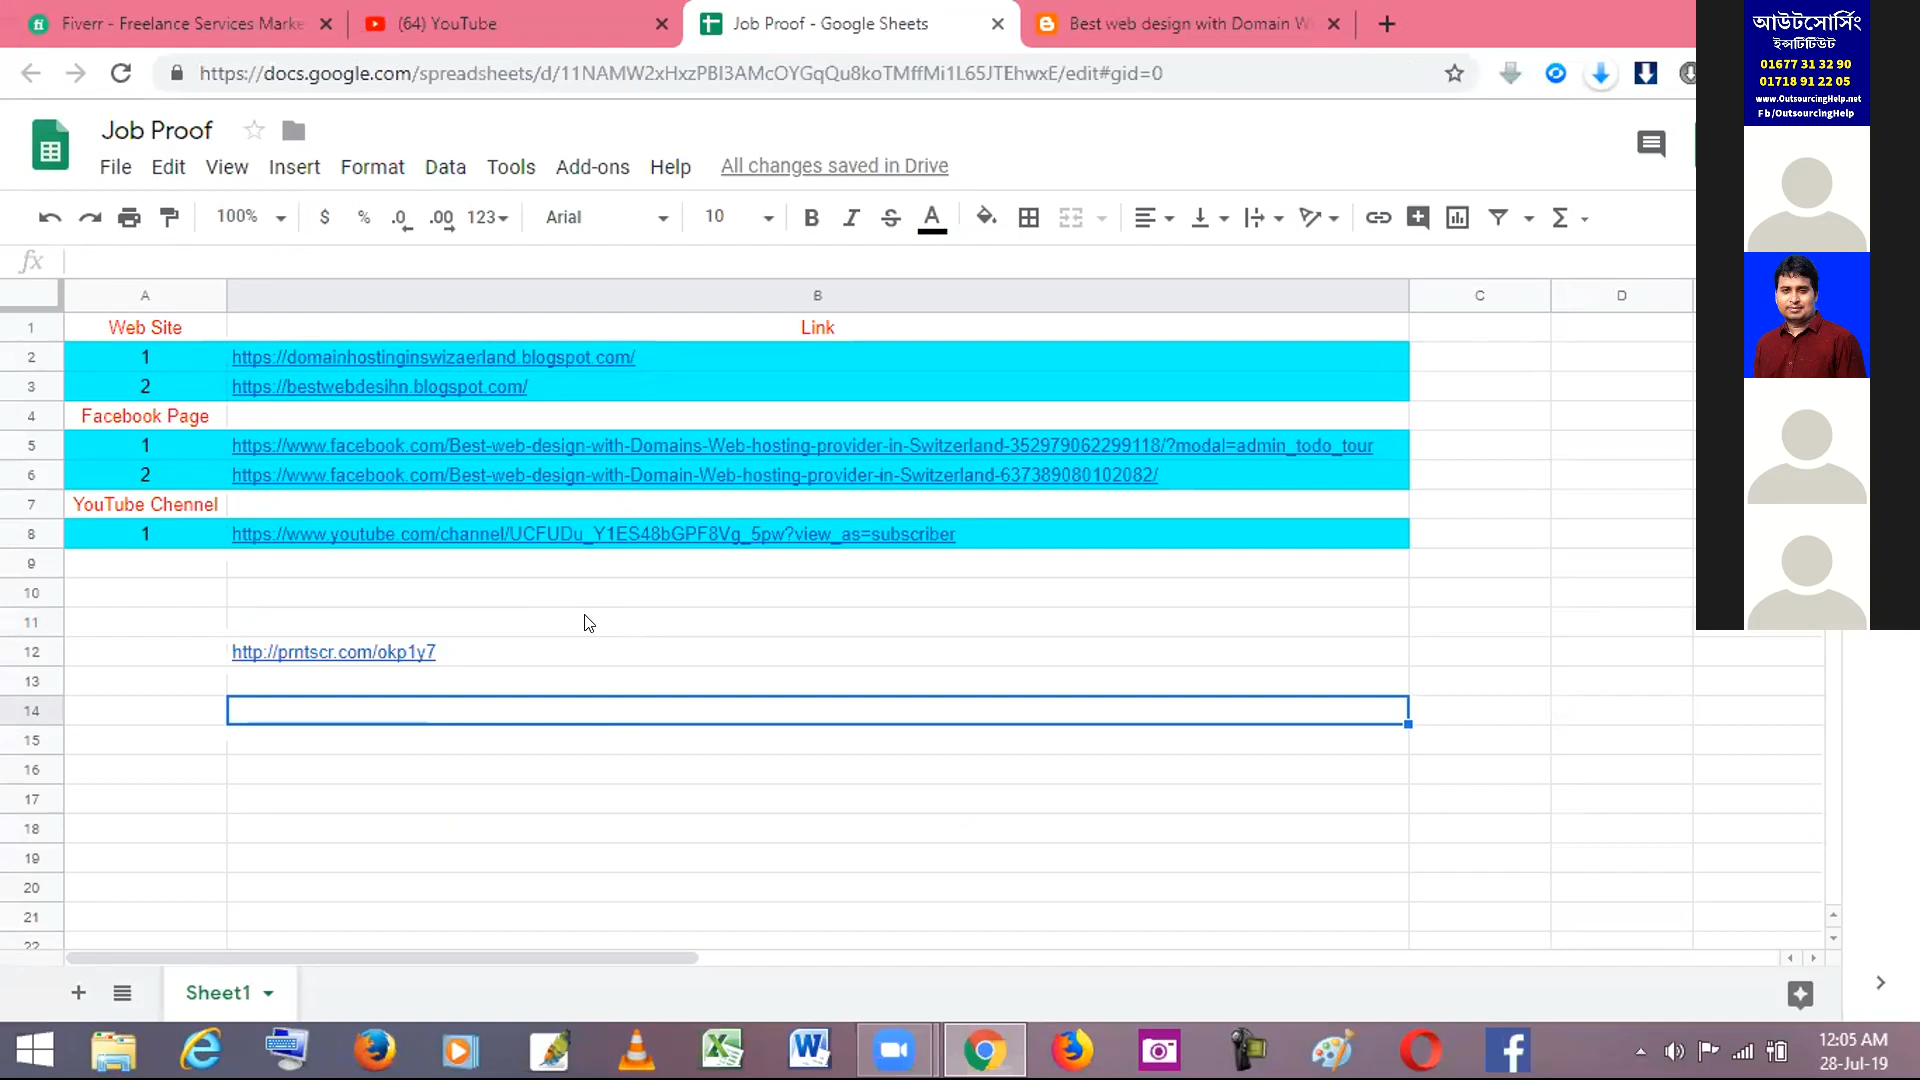 Fiverr - Freelance Services Marke
(64) YouTube
Job Proof - Google Sheets
Best web design with Domain W
https://docs.google.com/spreadsheets/d/11NAMW2xHxzPBI3AMcOYGqQu8koTMffMi1L65JTEhwxE/edit#gid=0
আউটসোর্সিং
ইন্সটিটিউট
01677 31 32 90
01718 91 22 05
www.OutsourcingHelp.net
Fb/OutsourcingHelp
Job Proof
File Edit View Insert Format Data Tools Add-ons Help All changes saved in Drive
100% $ % .0 .00 123 Arial 10 B I S A Σ
fx
A B C D
1 Web Site Link
2 1 https://domainhostinginswizaerland.blogspot.com/
3 2 https://bestwebdesihn.blogspot.com/
4 Facebook Page
5 1 https://www.facebook.com/Best-web-design-with-Domains-Web-hosting-provider-in-Switzerland-352979062299118/?modal=admin_todo_tour
6 2 https://www.facebook.com/Best-web-design-with-Domain-Web-hosting-provider-in-Switzerland-637389080102082/
7 YouTube Chennel
8 1 https://www.youtube.com/channel/UCFUDu_Y1ES48bGPF8Vg_5pw?view_as=subscriber
9
10
11
12 http://prntscr.com/okp1y7
13
14
15
16
17
18
19
20
21
22
Sheet1
12:05 AM
28-Jul-19